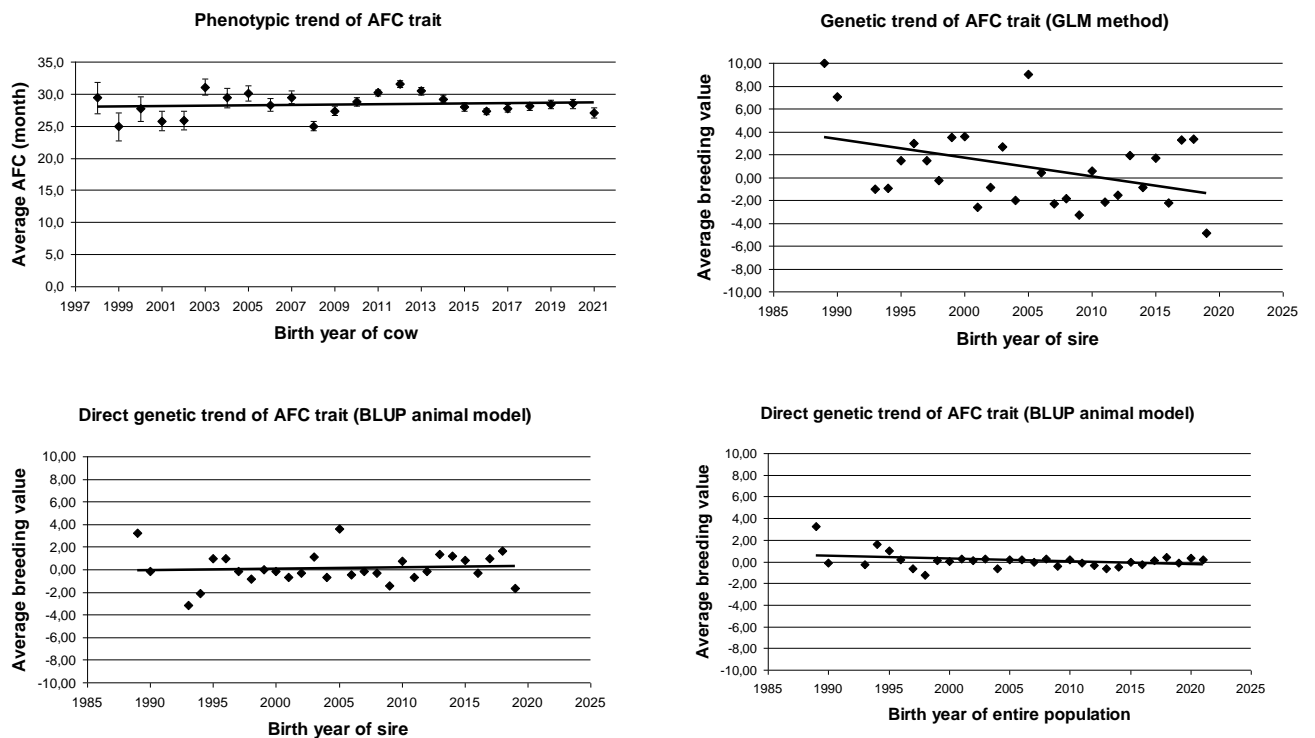 Phenotypic trend of AFC trait
Average AFC (month)
35,0
30,0
25,0
20,0
15,0
10,0
5,0
0,0
1997 1999 2001 2003 2005 2007 2009 2011 2013 2015 2017 2019 2021
Birth year of cow
Genetic trend of AFC trait (GLM method)
Average breeding value
10,00
8,00
6,00
4,00
2,00
0,00
-2,00
-4,00
-6,00
-8,00
-10,00
1985 1990 1995 2000 2005 2010 2015 2020 2025
Birth year of sire
Direct genetic trend of AFC trait (BLUP animal model)
Average breeding value
10,00
8,00
6,00
4,00
2,00
0,00
-2,00
-4,00
-6,00
-8,00
-10,00
1985 1990 1995 2000 2005 2010 2015 2020 2025
Birth year of sire
Direct genetic trend of AFC trait (BLUP animal model)
Average breeding value
10,00
8,00
6,00
4,00
2,00
0,00
-2,00
-4,00
-6,00
-8,00
-10,00
1985 1990 1995 2000 2005 2010 2015 2020 2025
Birth year of entire population